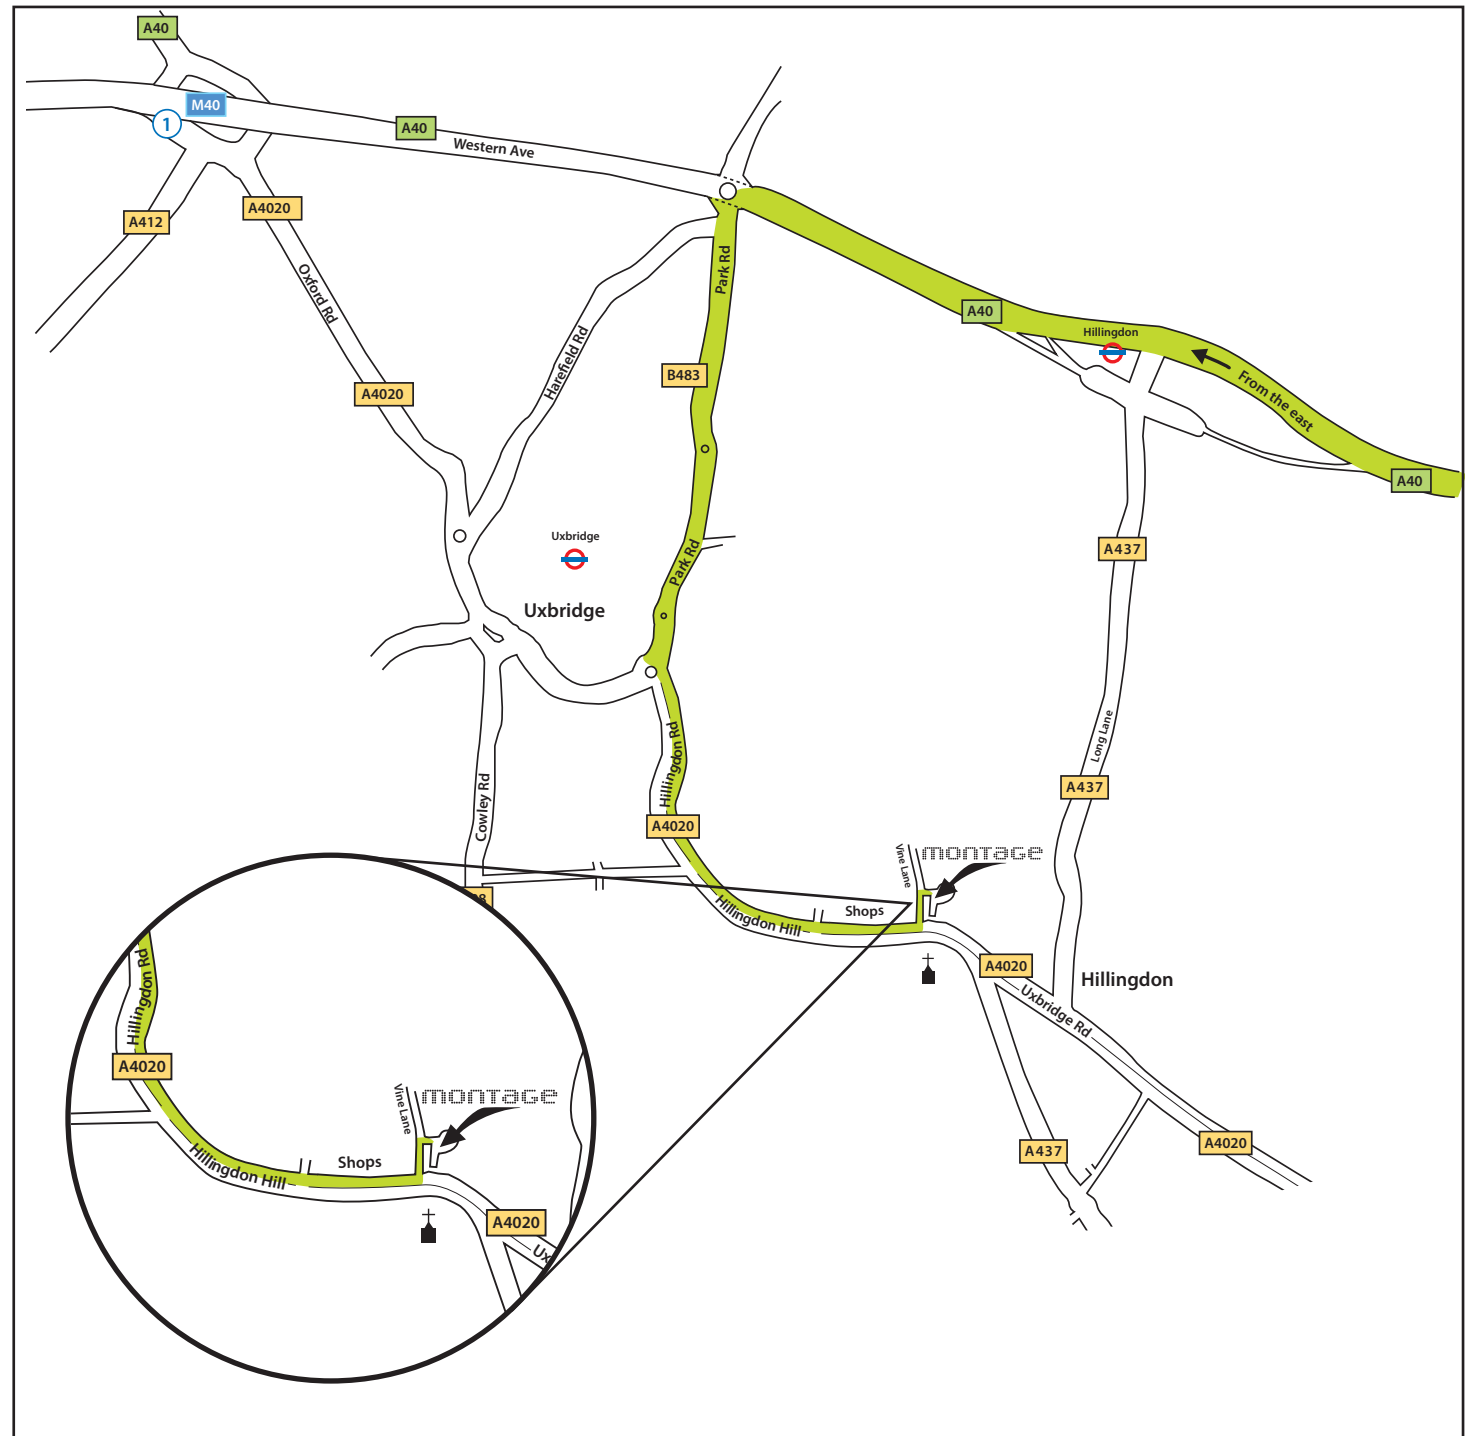 A40
M40
1
A40
Western Ave
A412
A4020
Oxford Rd
Park Rd
A40
Hillingdon
From the east
Harefield Rd
B483
A4020
A40
Uxbridge
A437
Park Rd
Uxbridge
Long Lane
Hillingdon Rd
A437
Cowley Rd
A4020
Vine Lane
montage
Shops
Hillingdon Hill
A4020
Hillingdon
Uxbridge Rd
A437
A4020
Hillingdon Rd
A4020
Vine Lane
montage
Shops
Hillingdon Hill
A4020
Ux